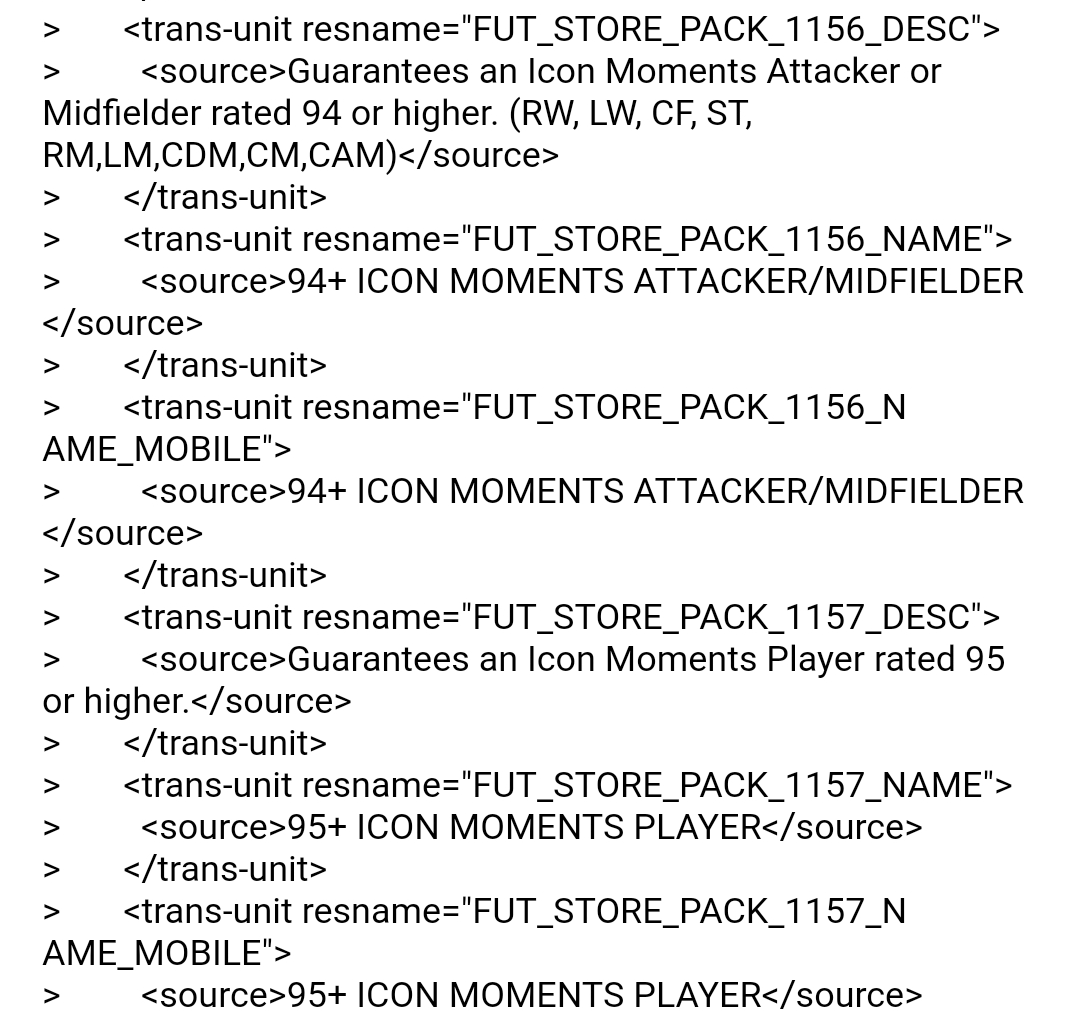 >       <trans-unit resname="FUT_STORE_PACK_1156_DESC">
>         <source>Guarantees an Icon Moments Attacker or
Midfielder rated 94 or higher. (RW, LW, CF, ST,
RM,LM,CDM,CM,CAM)</source>
>       </trans-unit>
>       <trans-unit resname="FUT_STORE_PACK_1156_NAME">
>         <source>94+ ICON MOMENTS ATTACKER/MIDFIELDER
</source>
>       </trans-unit>
>       <trans-unit resname="FUT_STORE_PACK_1156_N
AME_MOBILE">
>         <source>94+ ICON MOMENTS ATTACKER/MIDFIELDER
</source>
>       </trans-unit>
>       <trans-unit resname="FUT_STORE_PACK_1157_DESC">
>         <source>Guarantees an Icon Moments Player rated 95
or higher.</source>
>       </trans-unit>
>       <trans-unit resname="FUT_STORE_PACK_1157_NAME">
>         <source>95+ ICON MOMENTS PLAYER</source>
>       </trans-unit>
>       <trans-unit resname="FUT_STORE_PACK_1157_N
AME_MOBILE">
>         <source>95+ ICON MOMENTS PLAYER</source>